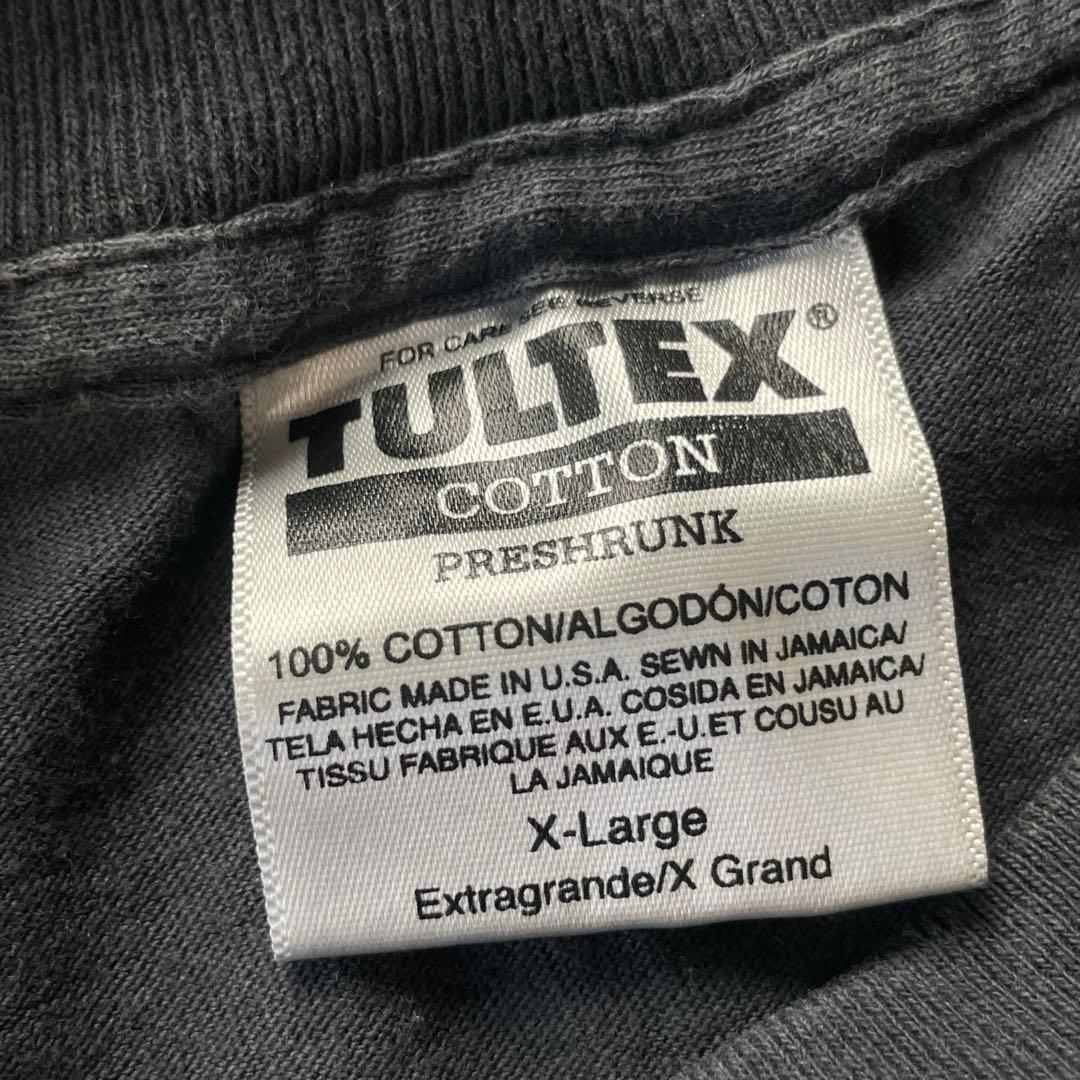 FOR CARE SEE REVERSE
TULTEX®
COTTON
PRESHRUNK
100% COTTON/ALGODÓN/COTON
FABRIC MADE IN U.S.A. SEWN IN JAMAICA/
TELA HECHA EN E.U.A. COSIDA EN JAMAICA/
TISSU FABRIQUE AUX E.-U.ET COUSU AU
LA JAMAIQUE
X-Large
Extragrande/X Grand